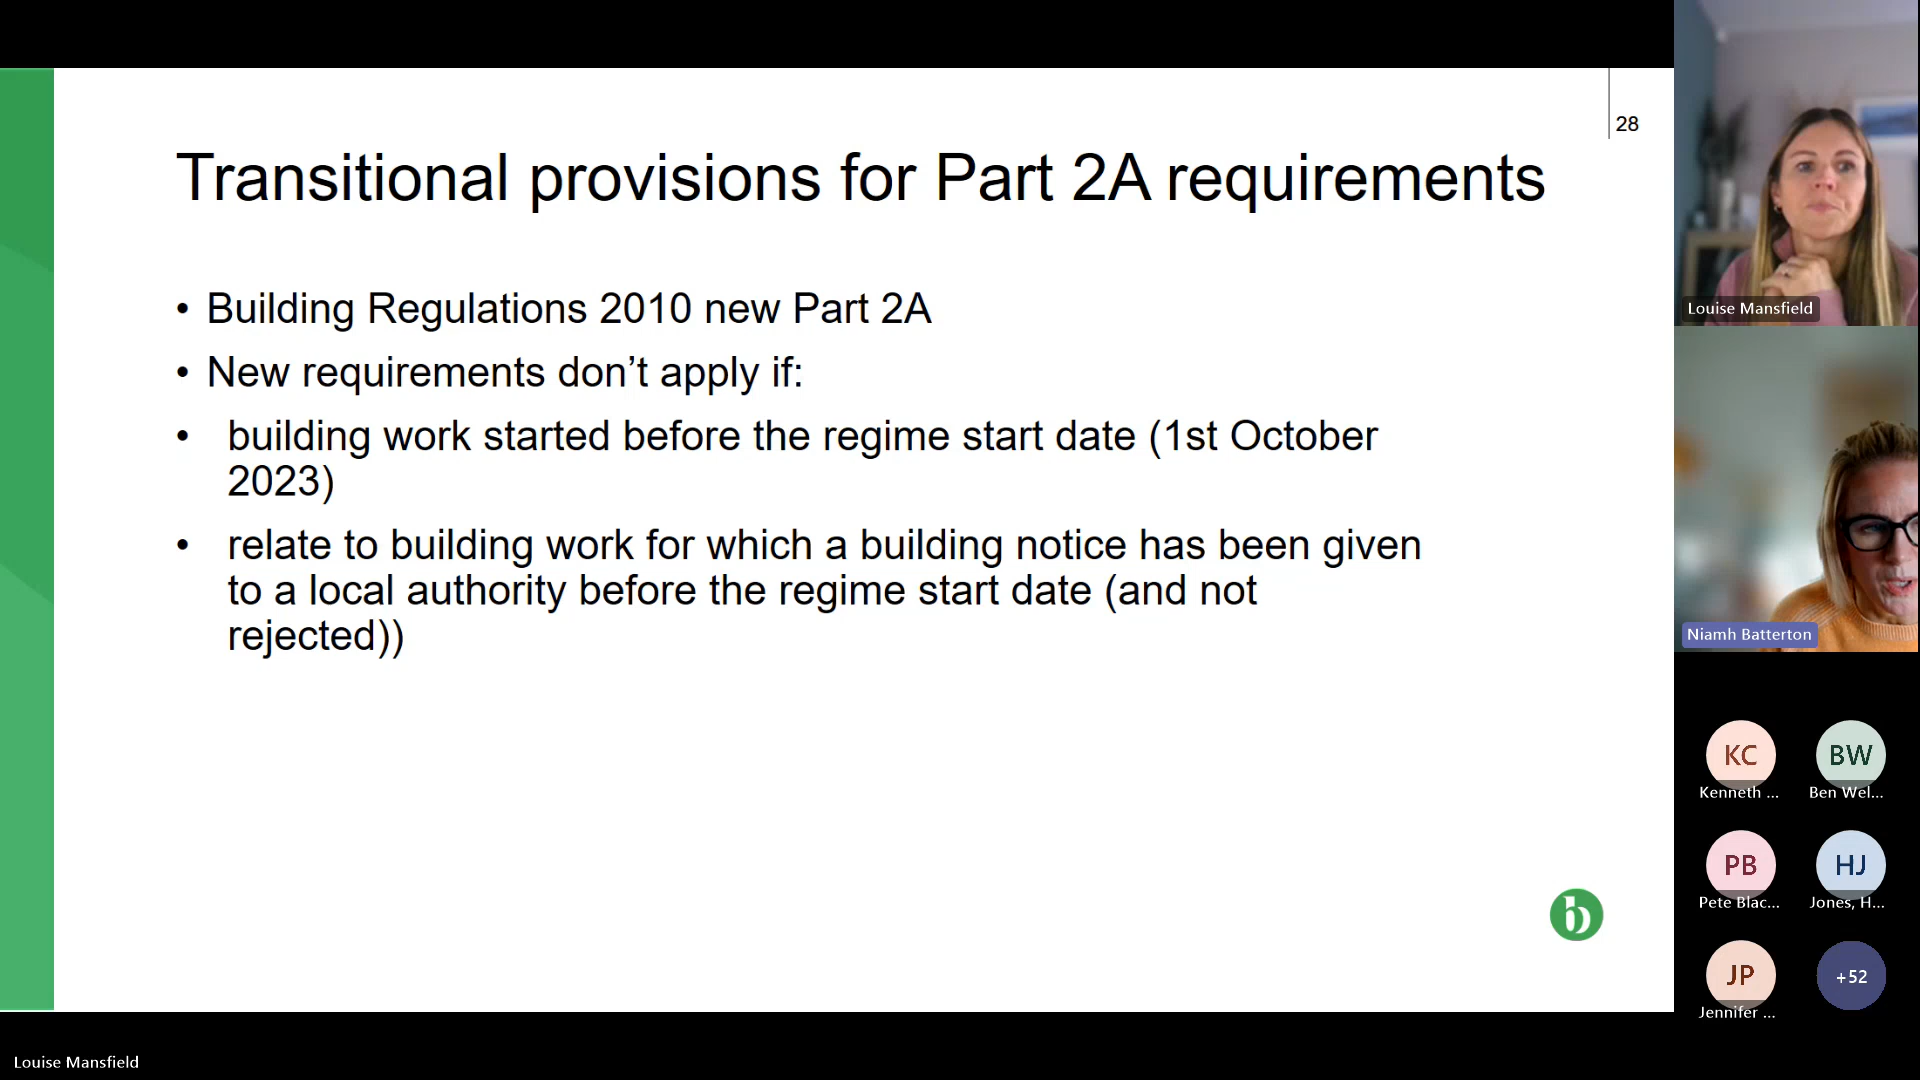 28
Transitional provisions for Part 2A requirements
• Building Regulations 2010 new Part 2A
• New requirements don’t apply if:
• building work started before the regime start date (1st October
2023)
• relate to building work for which a building notice has been given
to a local authority before the regime start date (and not
rejected))
b
Louise Mansfield
Niamh Batterton
KC
Kenneth ...
BW
Ben Wel...
PB
Pete Blac...
HJ
Jones, H...
JP
Jennifer ...
+52
Louise Mansfield